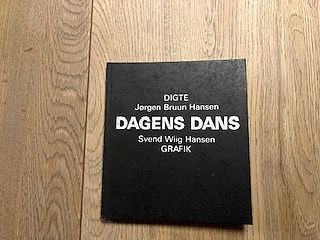 DIGTE
Jørgen Bruun Hansen
DAGENS DANS
Svend Wiig Hansen
GRAFIK